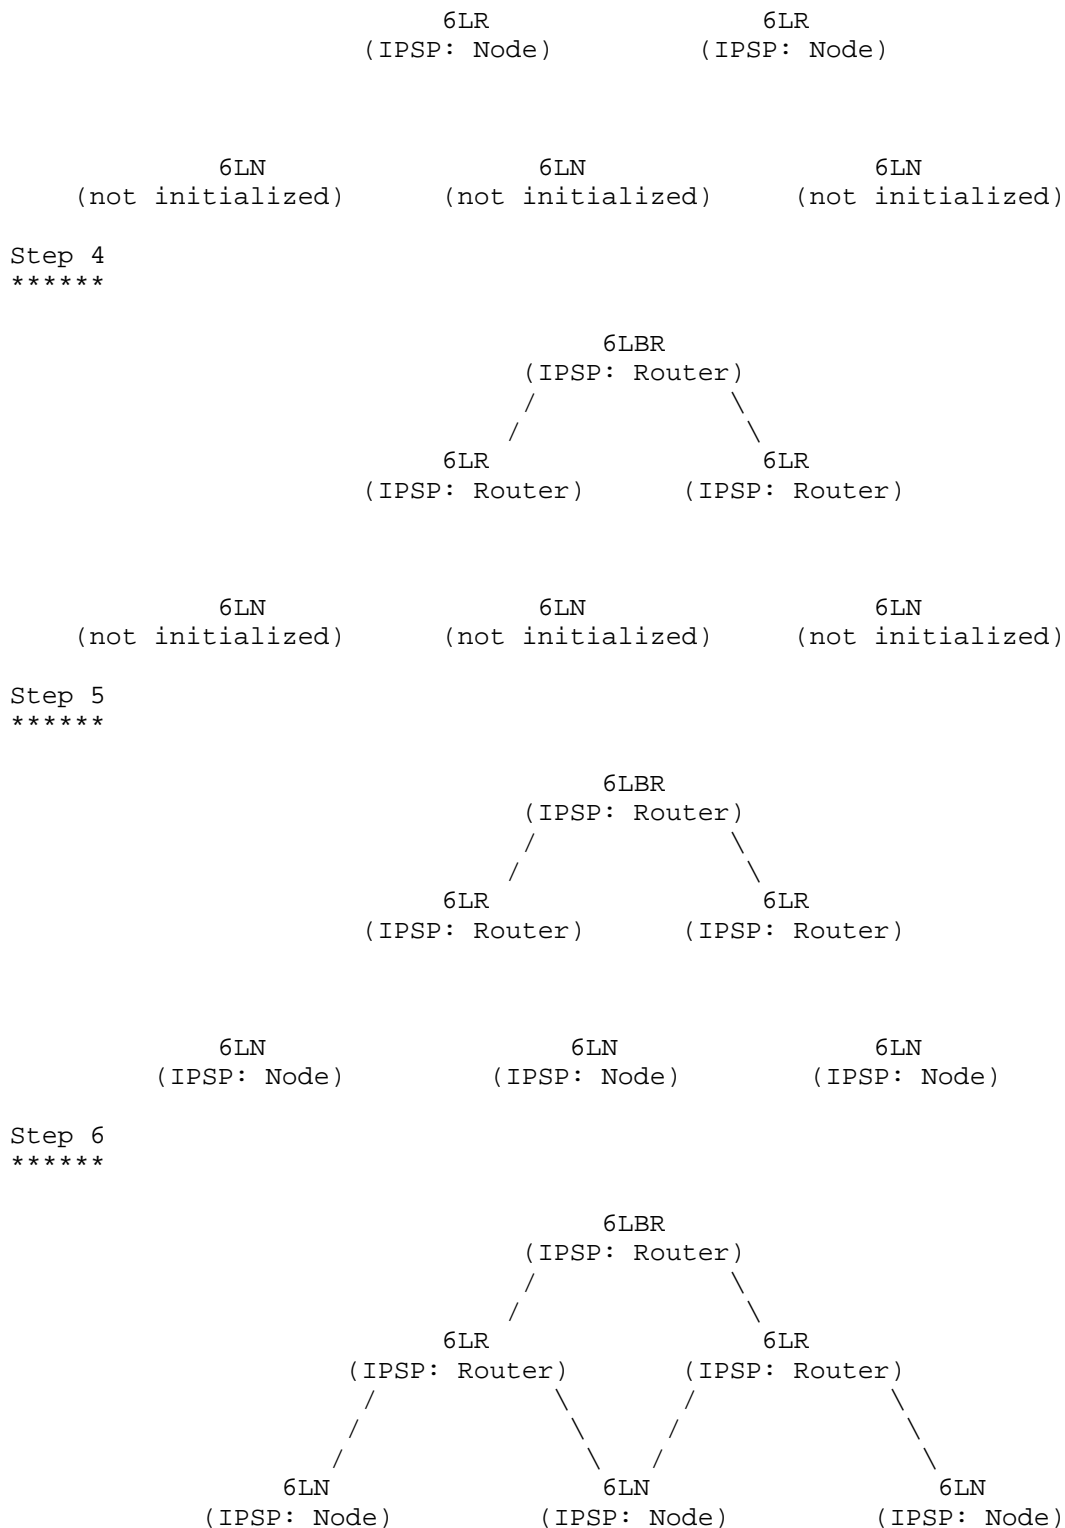 6LR 6LR
(IPSP: Node) (IPSP: Node)
6LN 6LN 6LN
(not initialized) (not initialized) (not initialized)
Step 4
******
6LBR
(IPSP: Router)
/ \
/ \
6LR 6LR
(IPSP: Router) (IPSP: Router)
6LN 6LN 6LN
(not initialized) (not initialized) (not initialized)
Step 5
******
6LBR
(IPSP: Router)
/ \
/ \
6LR 6LR
(IPSP: Router) (IPSP: Router)
6LN 6LN 6LN
(IPSP: Node) (IPSP: Node) (IPSP: Node)
Step 6
******
6LBR
(IPSP: Router)
/ \
/ \
6LR 6LR
(IPSP: Router) (IPSP: Router)
/ \ / \
/ \ / \
/ \ / \
6LN 6LN 6LN
(IPSP: Node) (IPSP: Node) (IPSP: Node)